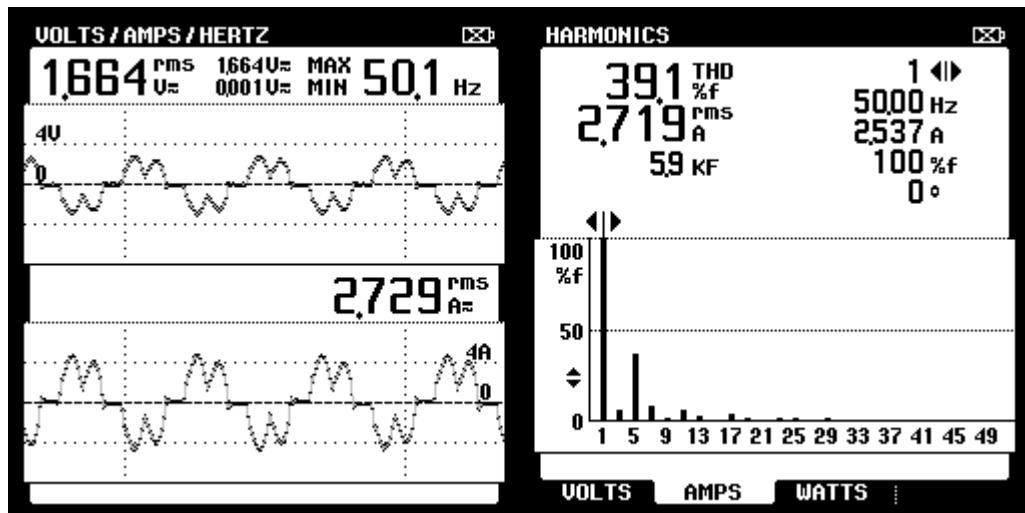 VOLTS / AMPS / HERTZ
1,664 rms V≂ 1,664 V≂ MAX 0,001 V≂ MIN 50,1 Hz
4V
0
2,729 rms A≂
4A
0
HARMONICS
39,1 THD %f 1
2,719 rms A 50,00 Hz
2,537 A
5,9 KF 100 %f
0 °
100
%f
50
0
1 5 9 13 17 21 25 29 33 37 41 45 49
VOLTS AMPS WATTS